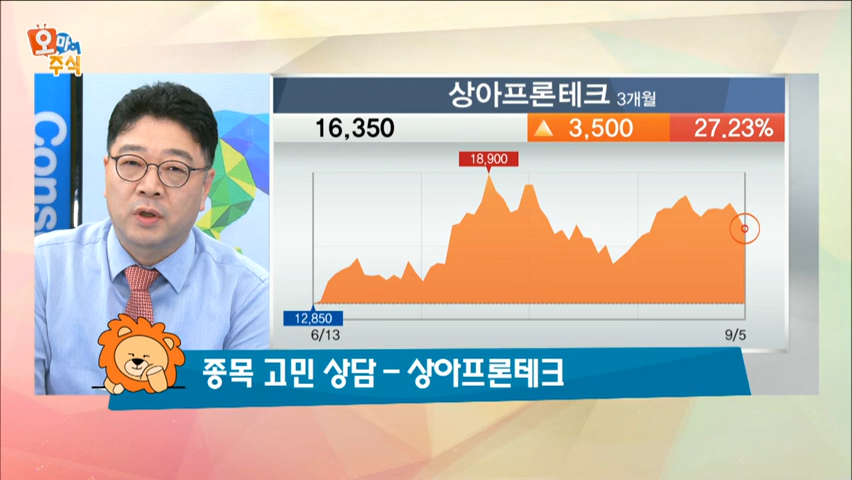 오마이
주식
Cons
상아프론테크 3개월
16,350 3,500 27.23%
18,900
12,850
6/13 9/5
종목 고민 상담 - 상아프론테크